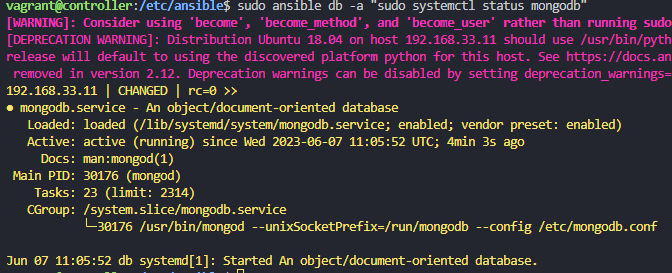 vagrant@controller:/etc/ansible$ sudo ansible db -a "sudo systemctl status mongodb"
[WARNING]: Consider using 'become', 'become_method', and 'become_user' rather than running sudo
[DEPRECATION WARNING]: Distribution Ubuntu 18.04 on host 192.168.33.11 should use /usr/bin/pyth
release will default to using the discovered platform python for this host. See https://docs.an
removed in version 2.12. Deprecation warnings can be disabled by setting deprecation_warnings=
192.168.33.11 | CHANGED | rc=0 >>
● mongodb.service - An object/document-oriented database
Loaded: loaded (/lib/systemd/system/mongodb.service; enabled; vendor preset: enabled)
Active: active (running) since Wed 2023-06-07 11:05:52 UTC; 4min 3s ago
Docs: man:mongod(1)
Main PID: 30176 (mongod)
Tasks: 23 (limit: 2314)
CGroup: /system.slice/mongodb.service
└─30176 /usr/bin/mongod --unixSocketPrefix=/run/mongodb --config /etc/mongodb.conf
Jun 07 11:05:52 db systemd[1]: Started An object/document-oriented database.